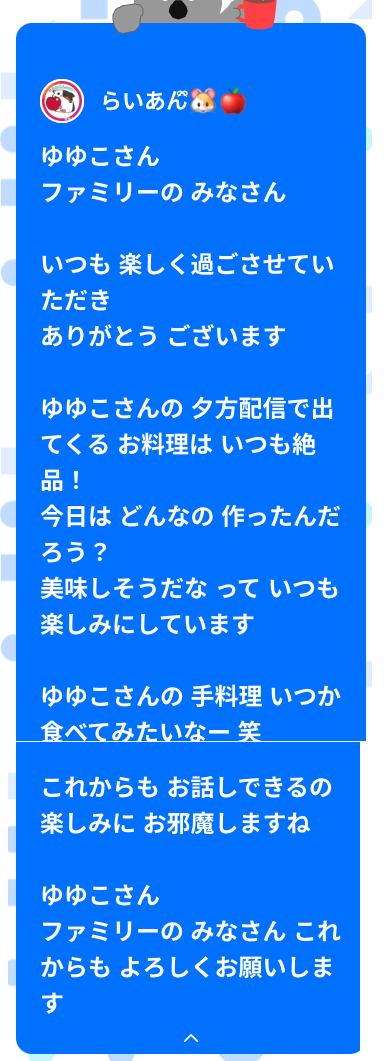 らいあん🐹🍎
ゆゆこさん
ファミリーの みなさん
いつも 楽しく過ごさせてい
ただき
ありがとう ございます
ゆゆこさんの 夕方配信で出
てくる お料理は いつも絶
品！
今日は どんなの 作ったんだ
ろう？
美味しそうだな って いつも
楽しみにしています
ゆゆこさんの 手料理 いつか
食べてみたいなー 笑
これからも お話しできるの
楽しみに お邪魔しますね
ゆゆこさん
ファミリーの みなさん これ
からも よろしくお願いしま
す